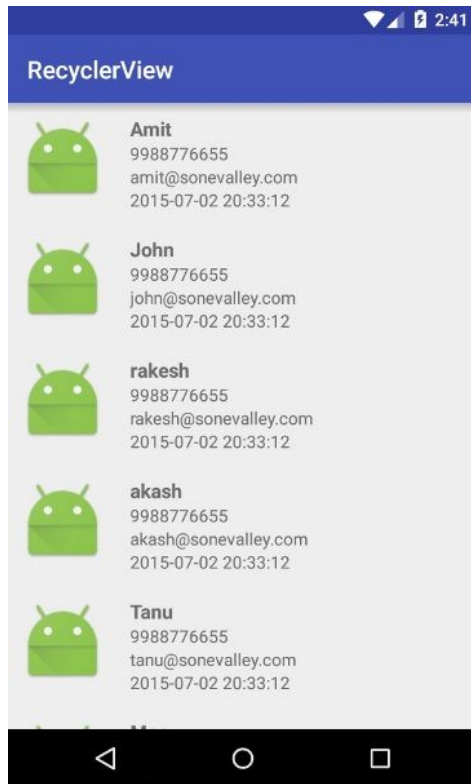 2:41
RecyclerView
Amit
9988776655
amit@sonevalley.com
2015-07-02 20:33:12
John
9988776655
john@sonevalley.com
2015-07-02 20:33:12
rakesh
9988776655
rakesh@sonevalley.com
2015-07-02 20:33:12
akash
9988776655
akash@sonevalley.com
2015-07-02 20:33:12
Tanu
9988776655
tanu@sonevalley.com
2015-07-02 20:33:12